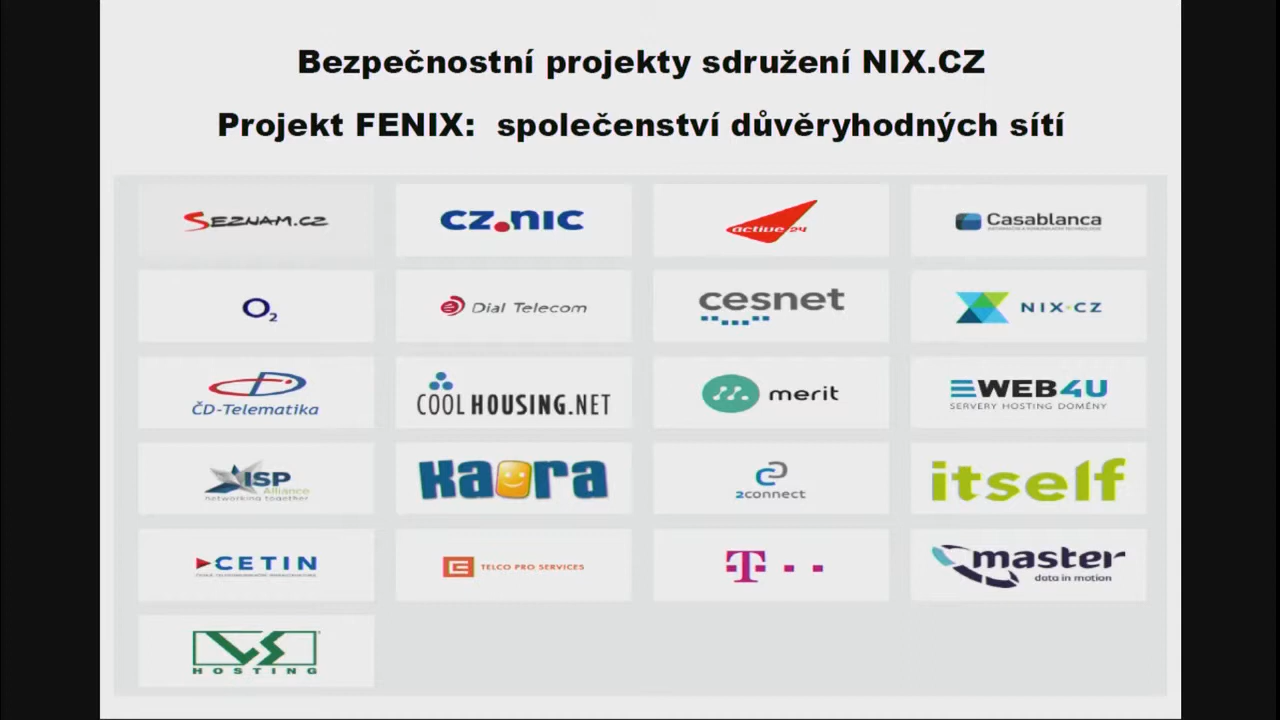 Bezpečnostní projekty sdružení NIX.CZ
Projekt FENIX: společenství důvěryhodných sítí
SEZNAM.CZ
CZ.NIC
active 24
Casablanca
O2
Dial Telecom
cesnet
NIX·CZ
ČD-Telematika
COOLHOUSING.NET
merit
WEB4U
SERVERY HOSTING DOMÉNY
ISP
Alliance
networking together
kaora
2connect
itself
CETIN
TELCO PRO SERVICES
T
master
data in motion
VS
HOSTING